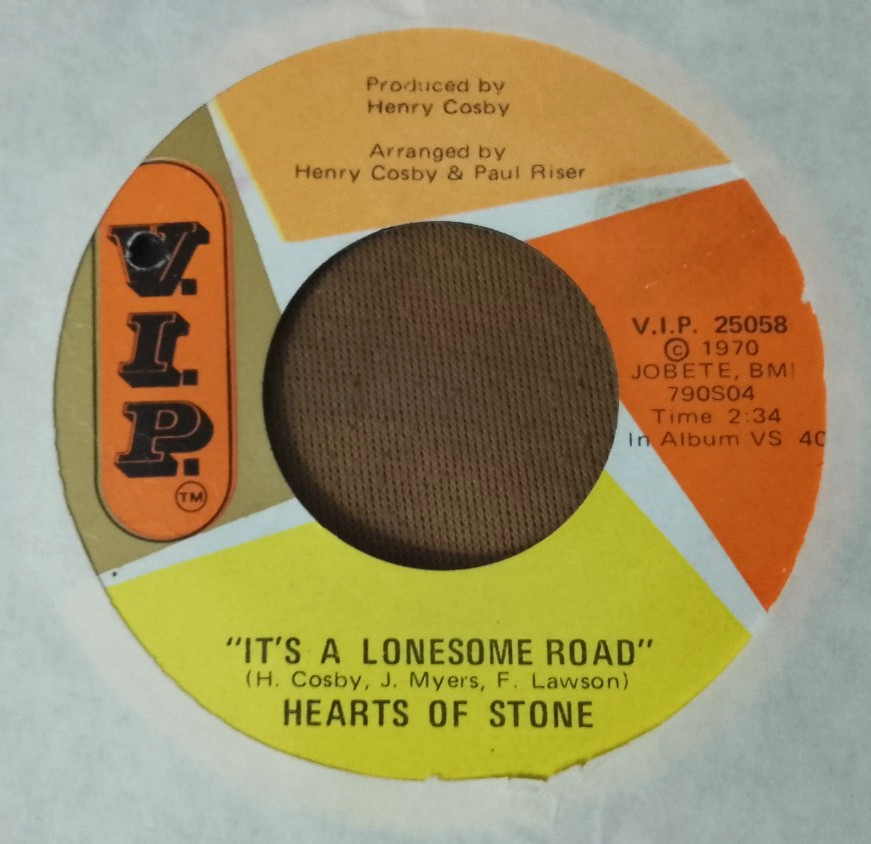 Produced by
Henry Cosby
Arranged by
Henry Cosby & Paul Riser
V.I.P.
TM
V.I.P. 25058
© 1970
JOBETE, BMI
790S04
Time 2:34
In Album VS 40
"IT'S A LONESOME ROAD"
(H. Cosby, J. Myers, F. Lawson)
HEARTS OF STONE